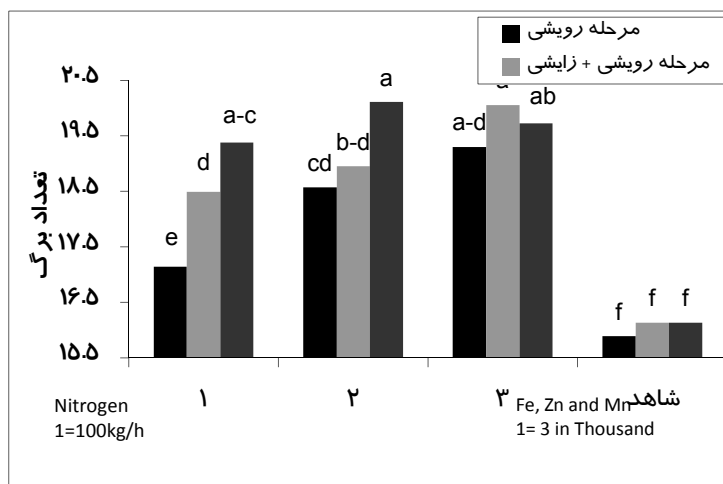 مرحله رویشی
مرحله رویشی + زایشی
تعداد برگ
۲۰.۵
۱۹.۵
۱۸.۵
۱۷.۵
۱۶.۵
۱۵.۵
e
d
a-c
cd
b-d
a
a-d
ab
f
f
f
۱
۲
۳
شاهد
Nitrogen
1=100kg/h
Fe, Zn and Mn
1= 3 in Thousand